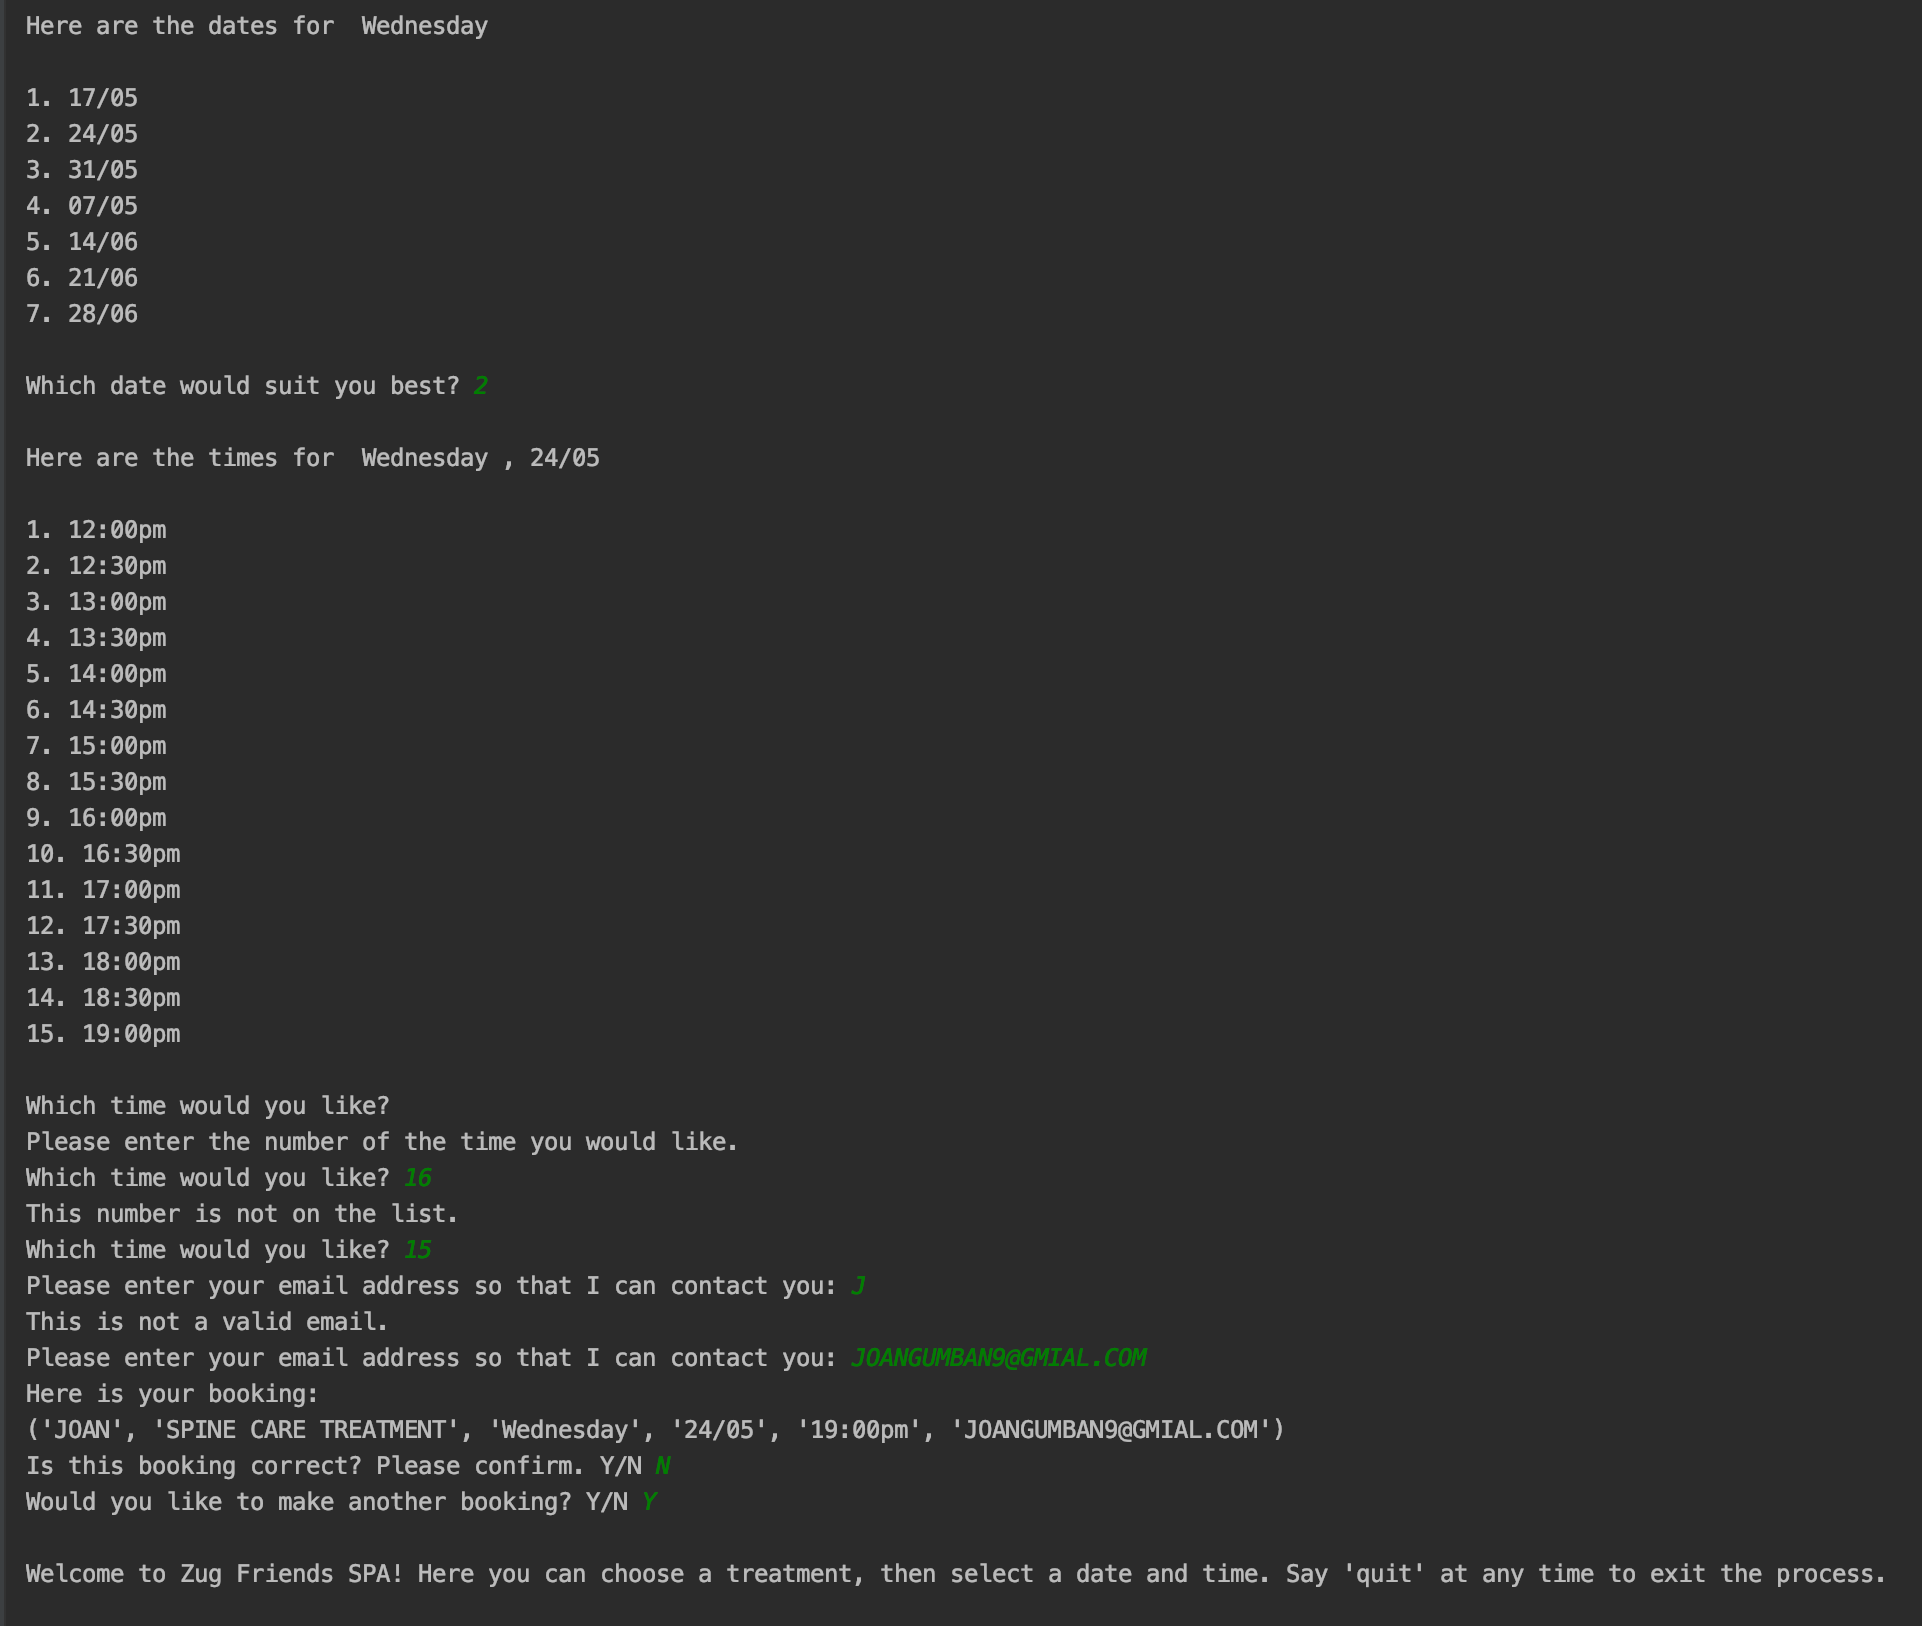 Here are the dates for  Wednesday
1. 17/05
2. 24/05
3. 31/05
4. 07/05
5. 14/06
6. 21/06
7. 28/06
Which date would suit you best? 2
Here are the times for  Wednesday , 24/05
1. 12:00pm
2. 12:30pm
3. 13:00pm
4. 13:30pm
5. 14:00pm
6. 14:30pm
7. 15:00pm
8. 15:30pm
9. 16:00pm
10. 16:30pm
11. 17:00pm
12. 17:30pm
13. 18:00pm
14. 18:30pm
15. 19:00pm
Which time would you like?
Please enter the number of the time you would like.
Which time would you like? 16
This number is not on the list.
Which time would you like? 15
Please enter your email address so that I can contact you: J
This is not a valid email.
Please enter your email address so that I can contact you: JOANGUMBAN9@GMIAL.COM
Here is your booking:
('JOAN', 'SPINE CARE TREATMENT', 'Wednesday', '24/05', '19:00pm', 'JOANGUMBAN9@GMIAL.COM')
Is this booking correct? Please confirm. Y/N N
Would you like to make another booking? Y/N Y
Welcome to Zug Friends SPA! Here you can choose a treatment, then select a date and time. Say 'quit' at any time to exit the process.